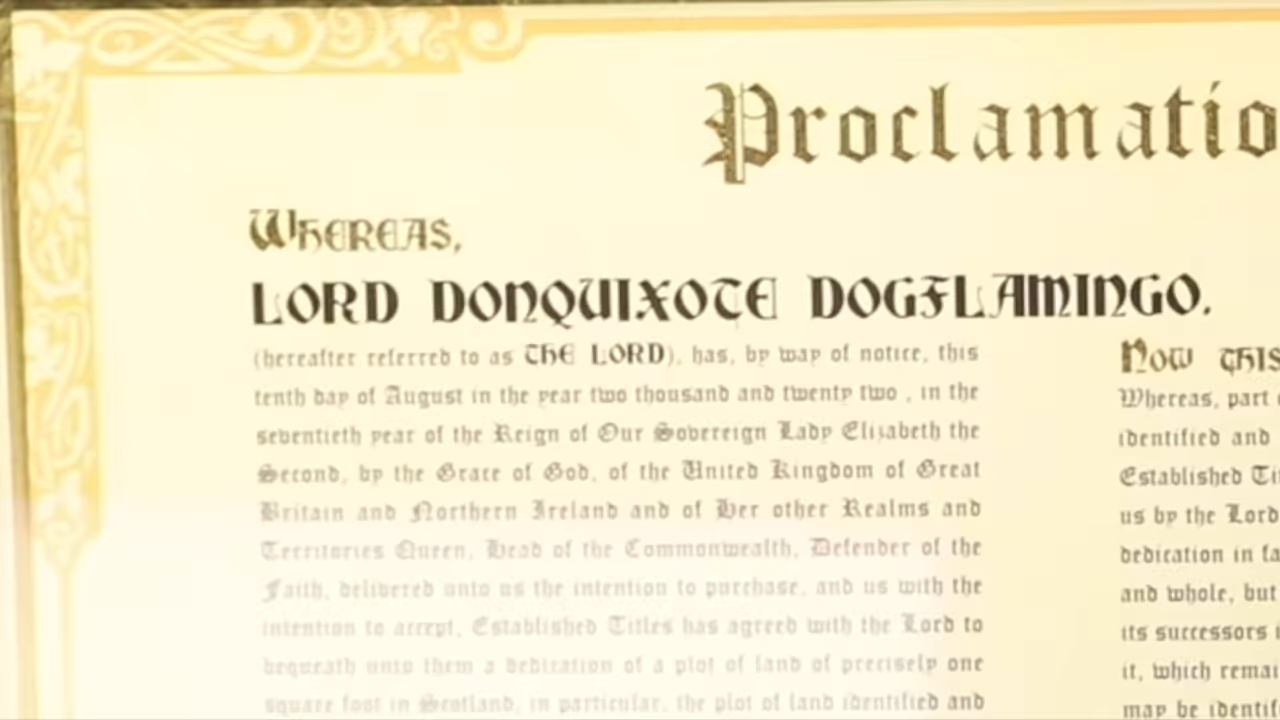 Proclamatio
WHEREAS,
LORD DONQUIXOTE DOGFLAMINGO,
(hereafter referred to as THE LORD), has, by way of notice, this
tenth day of August in the year two thousand and twenty two , in the
seventieth year of the Reign of Our Sovereign Lady Elizabeth the
Second, by the Grace of God, of the United Kingdom of Great
Britain and Northern Ireland and of Her other Realms and
Territories Queen, Head of the Commonwealth, Defender of the
Faith, delivered unto us the intention to purchase, and us with the
intention to accept, Established Titles has agreed with the Lord to
bequeath unto them a dedication of a plot of land of precisely one
square foot in Scotland, in particular, the plot of land identified and
NOW THIS
Whereas, part
identified and
Established Ti
us by the Lord
dedication in fa
and whole, but
its successors
it, which remai
may be identif